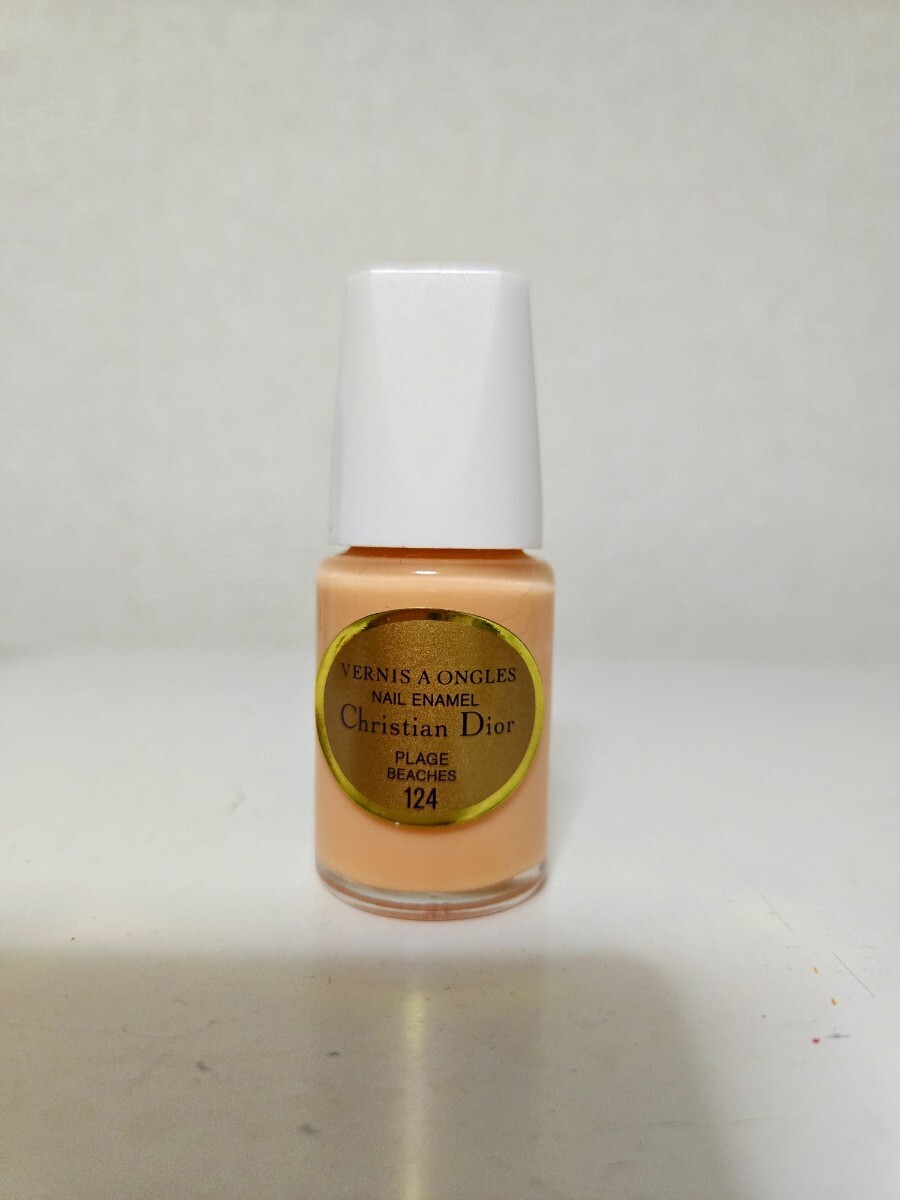 VERNIS A ONGLES
NAIL ENAMEL
Christian Dior
PLAGE
BEACHES
124